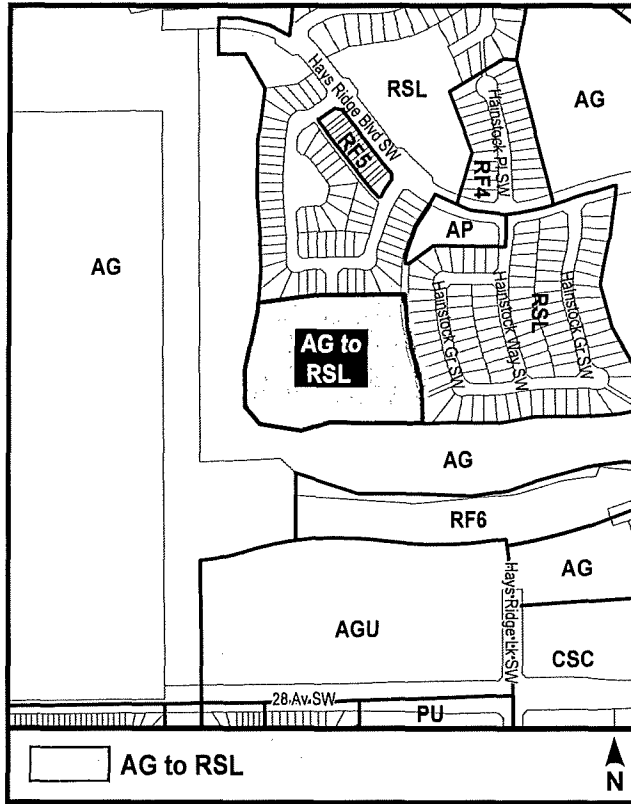 Hays Ridge Blvd SW
RSL
AG
RF5
Hainstock Pl SW
RF4
AP
AG
Hainstock Gr SW
Hainstock Way SW
RSL
Hainstock Gr SW
AG to
RSL
AG
RF6
AG
Hays Ridge Lk SW
AGU
CSC
28 Av SW
PU
AG to RSL
N